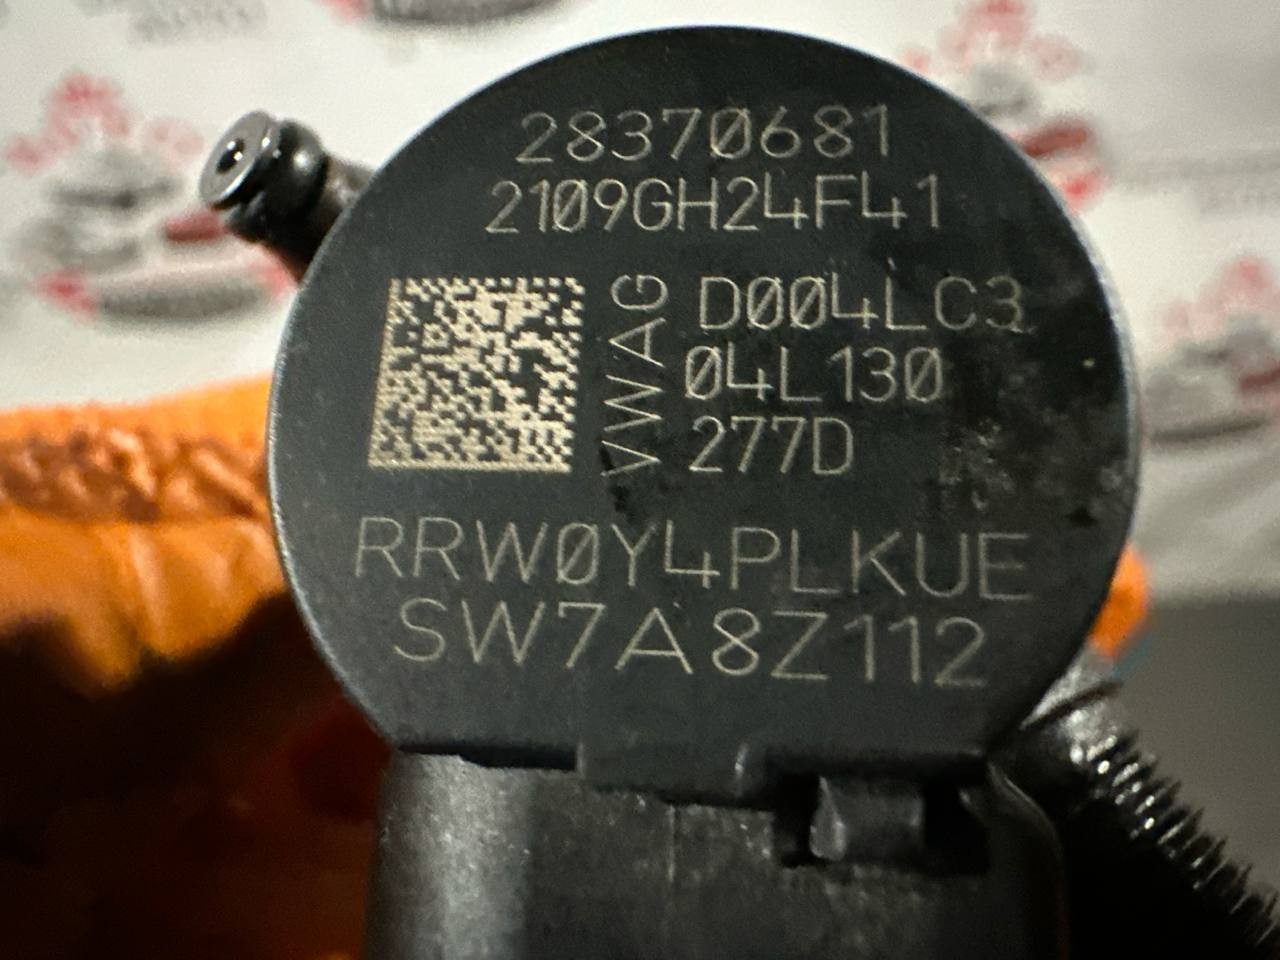 28370681
2109GH24F41
VWAG
D004LC3
04L130
277D
RRW0Y4PLKUE
SW7A8Z112